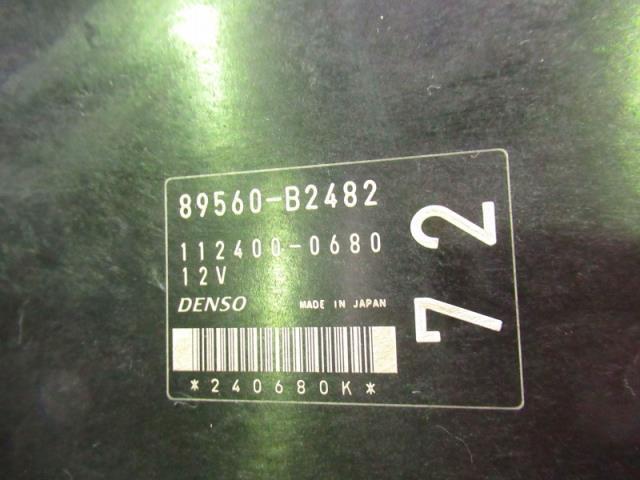 89560-B2482
112400-0680
12V
DENSO MADE IN JAPAN
*240680K*
72